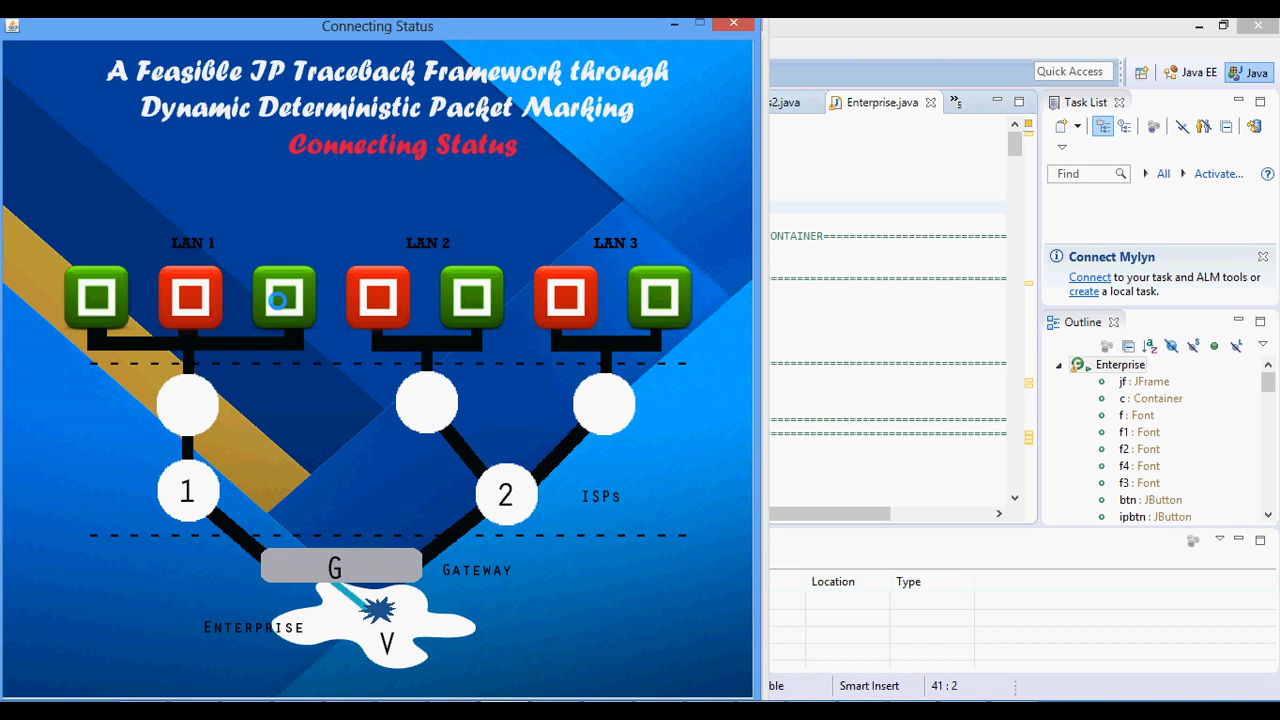 Connecting Status
A Feasible IP Traceback Framework through
Dynamic Deterministic Packet Marking
Connecting Status
LAN 1
LAN 2
LAN 3
1
2
ISPs
G
GATEWAY
ENTERPRISE
V
Quick Access
Java EE
Java
s2.java
Enterprise.java
»5
Task List
Find
All
Activate...
Connect Mylyn
Connect to your task and ALM tools or
create a local task.
Outline
Enterprise
jf : JFrame
c : Container
f : Font
f1 : Font
f2 : Font
f4 : Font
f3 : Font
btn : JButton
ipbtn : JButton
ONTAINER==============================
Location
Type
ble
Smart Insert
41 : 2